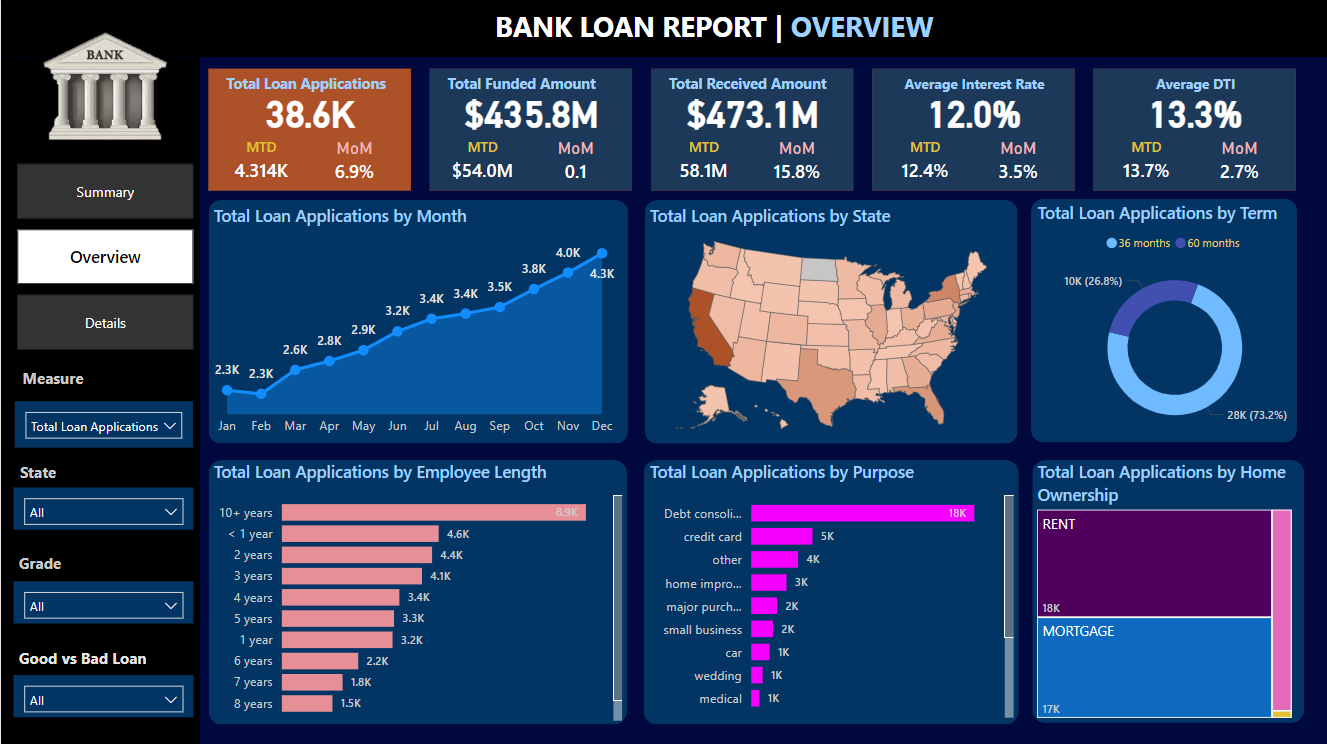 BANK LOAN REPORT | OVERVIEW
BANK
Summary
Overview
Details
Measure
Total Loan Applications
State
All
Grade
All
Good vs Bad Loan
All
Total Loan Applications
38.6K
MTD MoM
4.314K 6.9%
Total Funded Amount
$435.8M
MTD MoM
$54.0M 0.1
Total Received Amount
$473.1M
MTD MoM
58.1M 15.8%
Average Interest Rate
12.0%
MTD MoM
12.4% 3.5%
Average DTI
13.3%
MTD MoM
13.7% 2.7%
Total Loan Applications by Month
2.3K 2.3K 2.6K 2.8K 2.9K 3.2K 3.4K 3.4K 3.5K 3.8K 4.0K 4.3K
Jan Feb Mar Apr May Jun Jul Aug Sep Oct Nov Dec
Total Loan Applications by State
Total Loan Applications by Term
36 months 60 months
10K (26.8%)
28K (73.2%)
Total Loan Applications by Employee Length
10+ years 8.9K
< 1 year 4.6K
2 years 4.4K
3 years 4.1K
4 years 3.4K
5 years 3.3K
1 year 3.2K
6 years 2.2K
7 years 1.8K
8 years 1.5K
Total Loan Applications by Purpose
Debt consoli... 18K
credit card 5K
other 4K
home impro... 3K
major purch... 2K
small business 2K
car 1K
wedding 1K
medical 1K
Total Loan Applications by Home
Ownership
RENT
18K
MORTGAGE
17K